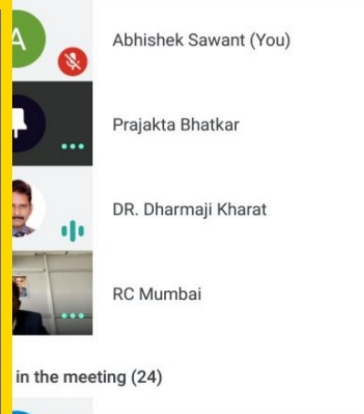 A
Abhishek Sawant (You)
Prajakta Bhatkar
DR. Dharmaji Kharat
RC Mumbai
in the meeting (24)